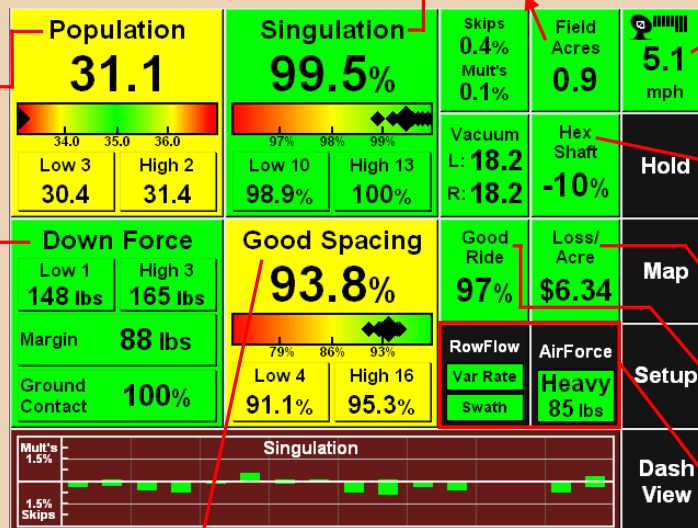 Population
31.1
34.0 35.0 36.0
Low 3 High 2
30.4 31.4
Singulation
99.5%
97% 98% 99%
Low 10 High 13
98.9% 100%
Skips
0.4%
Mult's
0.1%
Field
Acres
0.9
5.1
mph
Vacuum
L: 18.2
R: 18.2
Hex
Shaft
-10%
Hold
Down Force
Low 1 High 3
148 lbs 165 lbs
Margin 88 lbs
Ground
Contact 100%
Good Spacing
93.8%
79% 86% 93%
Low 4 High 16
91.1% 95.3%
Good
Ride
97%
Loss/
Acre
$6.34
Map
RowFlow
Var Rate
Swath
AirForce
Heavy
85 lbs
Setup
Singulation
Mult's
1.5%
1.5%
Skips
Dash
View